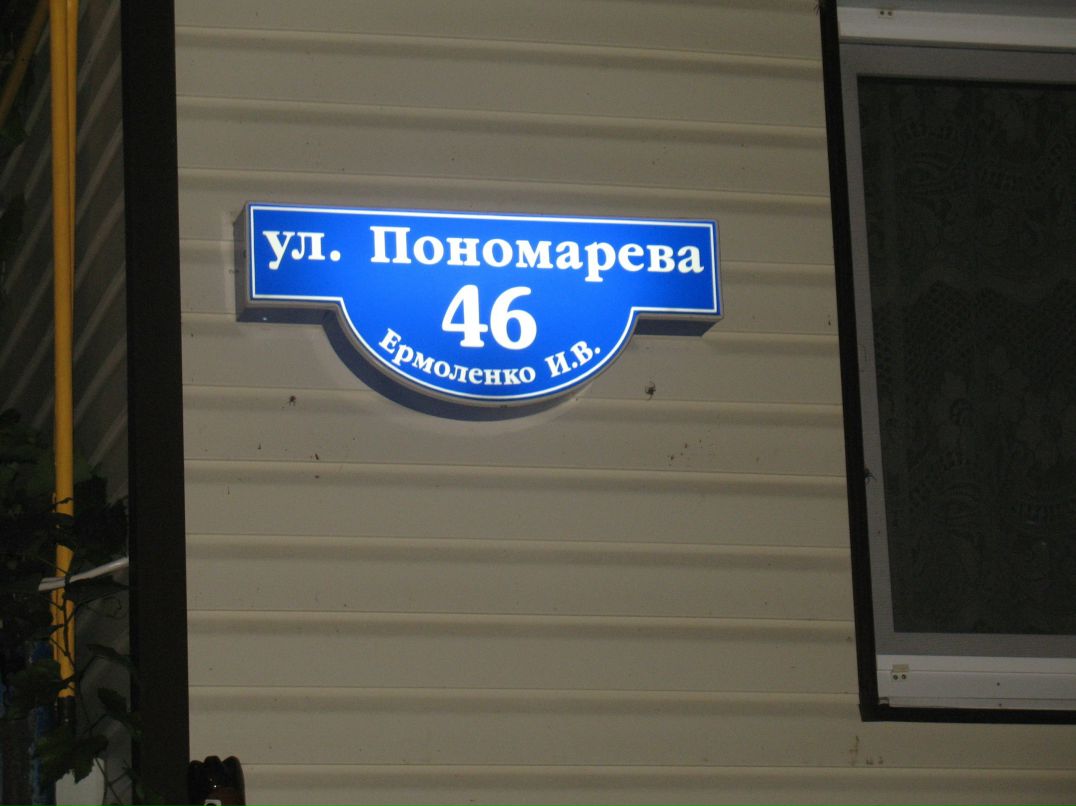 ул. Пономарева
46
Ермоленко И.В.